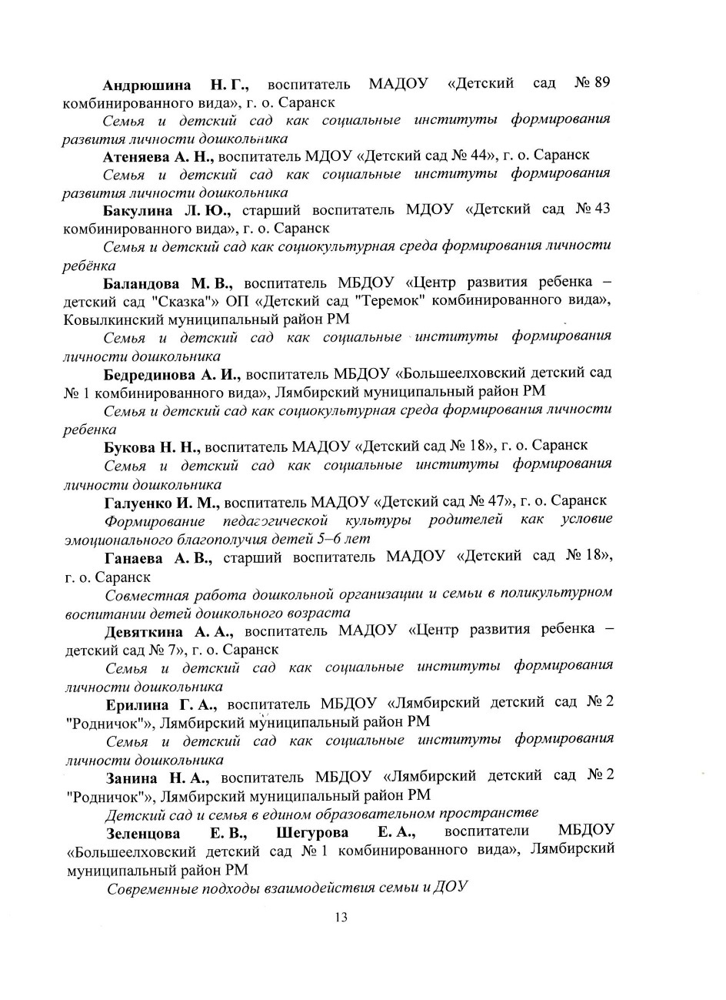 Андрюшина Н. Г., воспитатель МАДОУ «Детский сад № 89
комбинированного вида», г. о. Саранск
Семья и детский сад как социальные институты формирования
развития личности дошкольника
Атеняева А. Н., воспитатель МДОУ «Детский сад № 44», г. о. Саранск
Семья и детский сад как социальные институты формирования
развития личности дошкольника
Бакулина Л. Ю., старший воспитатель МДОУ «Детский сад № 43
комбинированного вида», г. о. Саранск
Семья и детский сад как социокультурная среда формирования личности
ребёнка
Баландова М. В., воспитатель МБДОУ «Центр развития ребенка –
детский сад "Сказка"» ОП «Детский сад "Теремок" комбинированного вида»,
Ковылкинский муниципальный район РМ
Семья и детский сад как социальные институты формирования
личности дошкольника
Бедрединова А. И., воспитатель МБДОУ «Большеелховский детский сад
№ 1 комбинированного вида», Лямбирский муниципальный район РМ
Семья и детский сад как социокультурная среда формирования личности
ребенка
Букова Н. Н., воспитатель МАДОУ «Детский сад № 18», г. о. Саранск
Семья и детский сад как социальные институты формирования
личности дошкольника
Галуенко И. М., воспитатель МАДОУ «Детский сад № 47», г. о. Саранск
Формирование педагогической культуры родителей как условие
эмоционального благополучия детей 5–6 лет
Ганаева А. В., старший воспитатель МАДОУ «Детский сад № 18»,
г. о. Саранск
Совместная работа дошкольной организации и семьи в поликультурном
воспитании детей дошкольного возраста
Девяткина А. А., воспитатель МАДОУ «Центр развития ребенка –
детский сад № 7», г. о. Саранск
Семья и детский сад как социальные институты формирования
личности дошкольника
Ерилина Г. А., воспитатель МБДОУ «Лямбирский детский сад № 2
"Родничок"», Лямбирский муниципальный район РМ
Семья и детский сад как социальные институты формирования
личности дошкольника
Занина Н. А., воспитатель МБДОУ «Лямбирский детский сад № 2
"Родничок"», Лямбирский муниципальный район РМ
Детский сад и семья в едином образовательном пространстве
Зеленцова Е. В., Шегурова Е. А., воспитатели МБДОУ
«Большеелховский детский сад № 1 комбинированного вида», Лямбирский
муниципальный район РМ
Современные подходы взаимодействия семьи и ДОУ
13